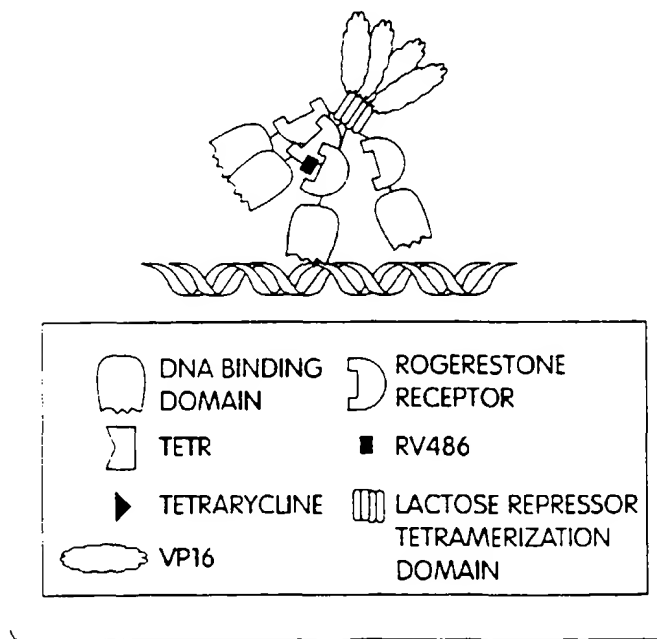 DNA BINDING
DOMAIN
ROGERESTONE
RECEPTOR
TETR
RV486
TETRARYCLINE
LACTOSE REPRESSOR
TETRAMERIZATION
DOMAIN
VP16